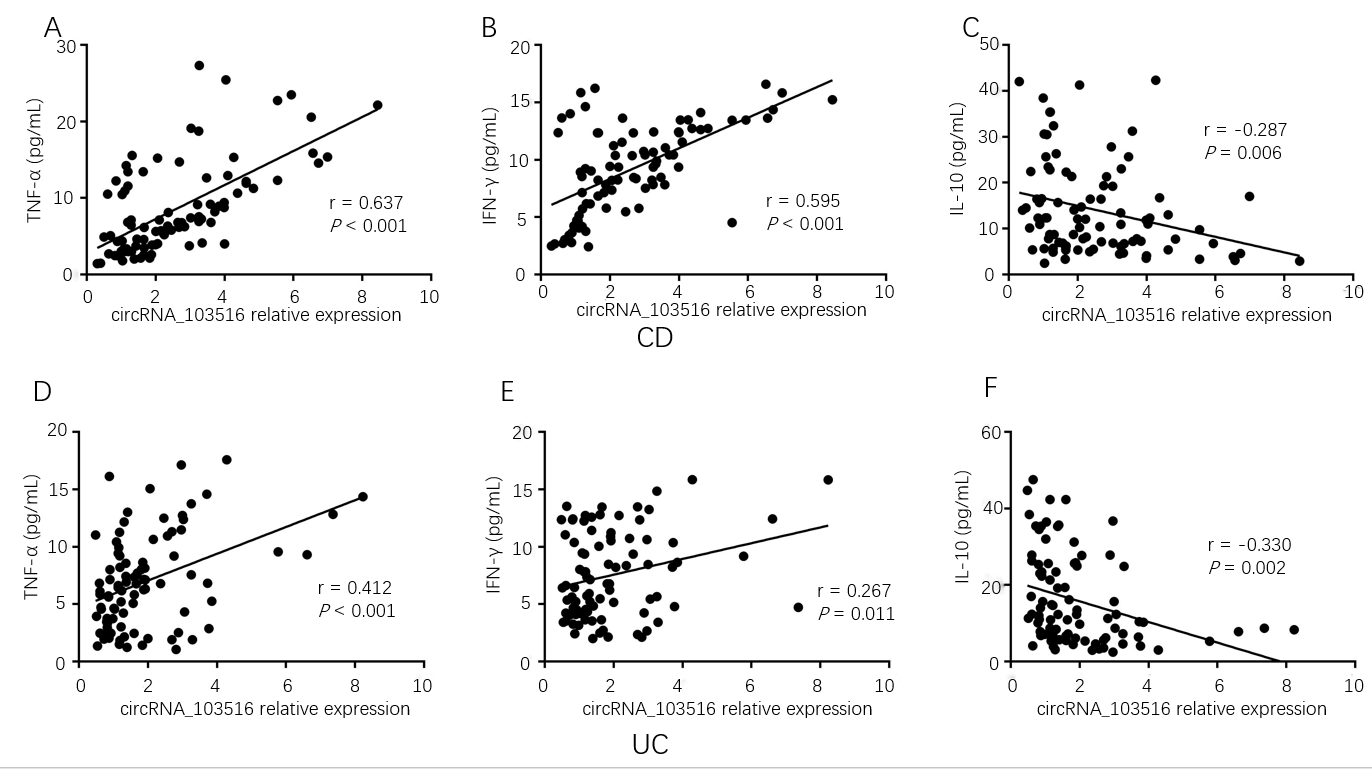 A
30
20
10
0
TNF-α (pg/mL)
r = 0.637
P < 0.001
0 2 4 6 8 10
circRNA_103516 relative expression
B
20
15
10
5
0
IFN-γ (pg/mL)
r = 0.595
P < 0.001
0 2 4 6 8 10
circRNA_103516 relative expression
C
50
40
30
20
10
0
IL-10 (pg/mL)
r = -0.287
P = 0.006
0 2 4 6 8 10
circRNA_103516 relative expression
CD
D
20
15
10
5
0
TNF-α (pg/mL)
r = 0.412
P < 0.001
0 2 4 6 8 10
circRNA_103516 relative expression
E
20
15
10
5
0
IFN-γ (pg/mL)
r = 0.267
P = 0.011
0 2 4 6 8 10
circRNA_103516 relative expression
F
60
40
20
0
IL-10 (pg/mL)
r = -0.330
P = 0.002
0 2 4 6 8 10
circRNA_103516 relative expression
UC